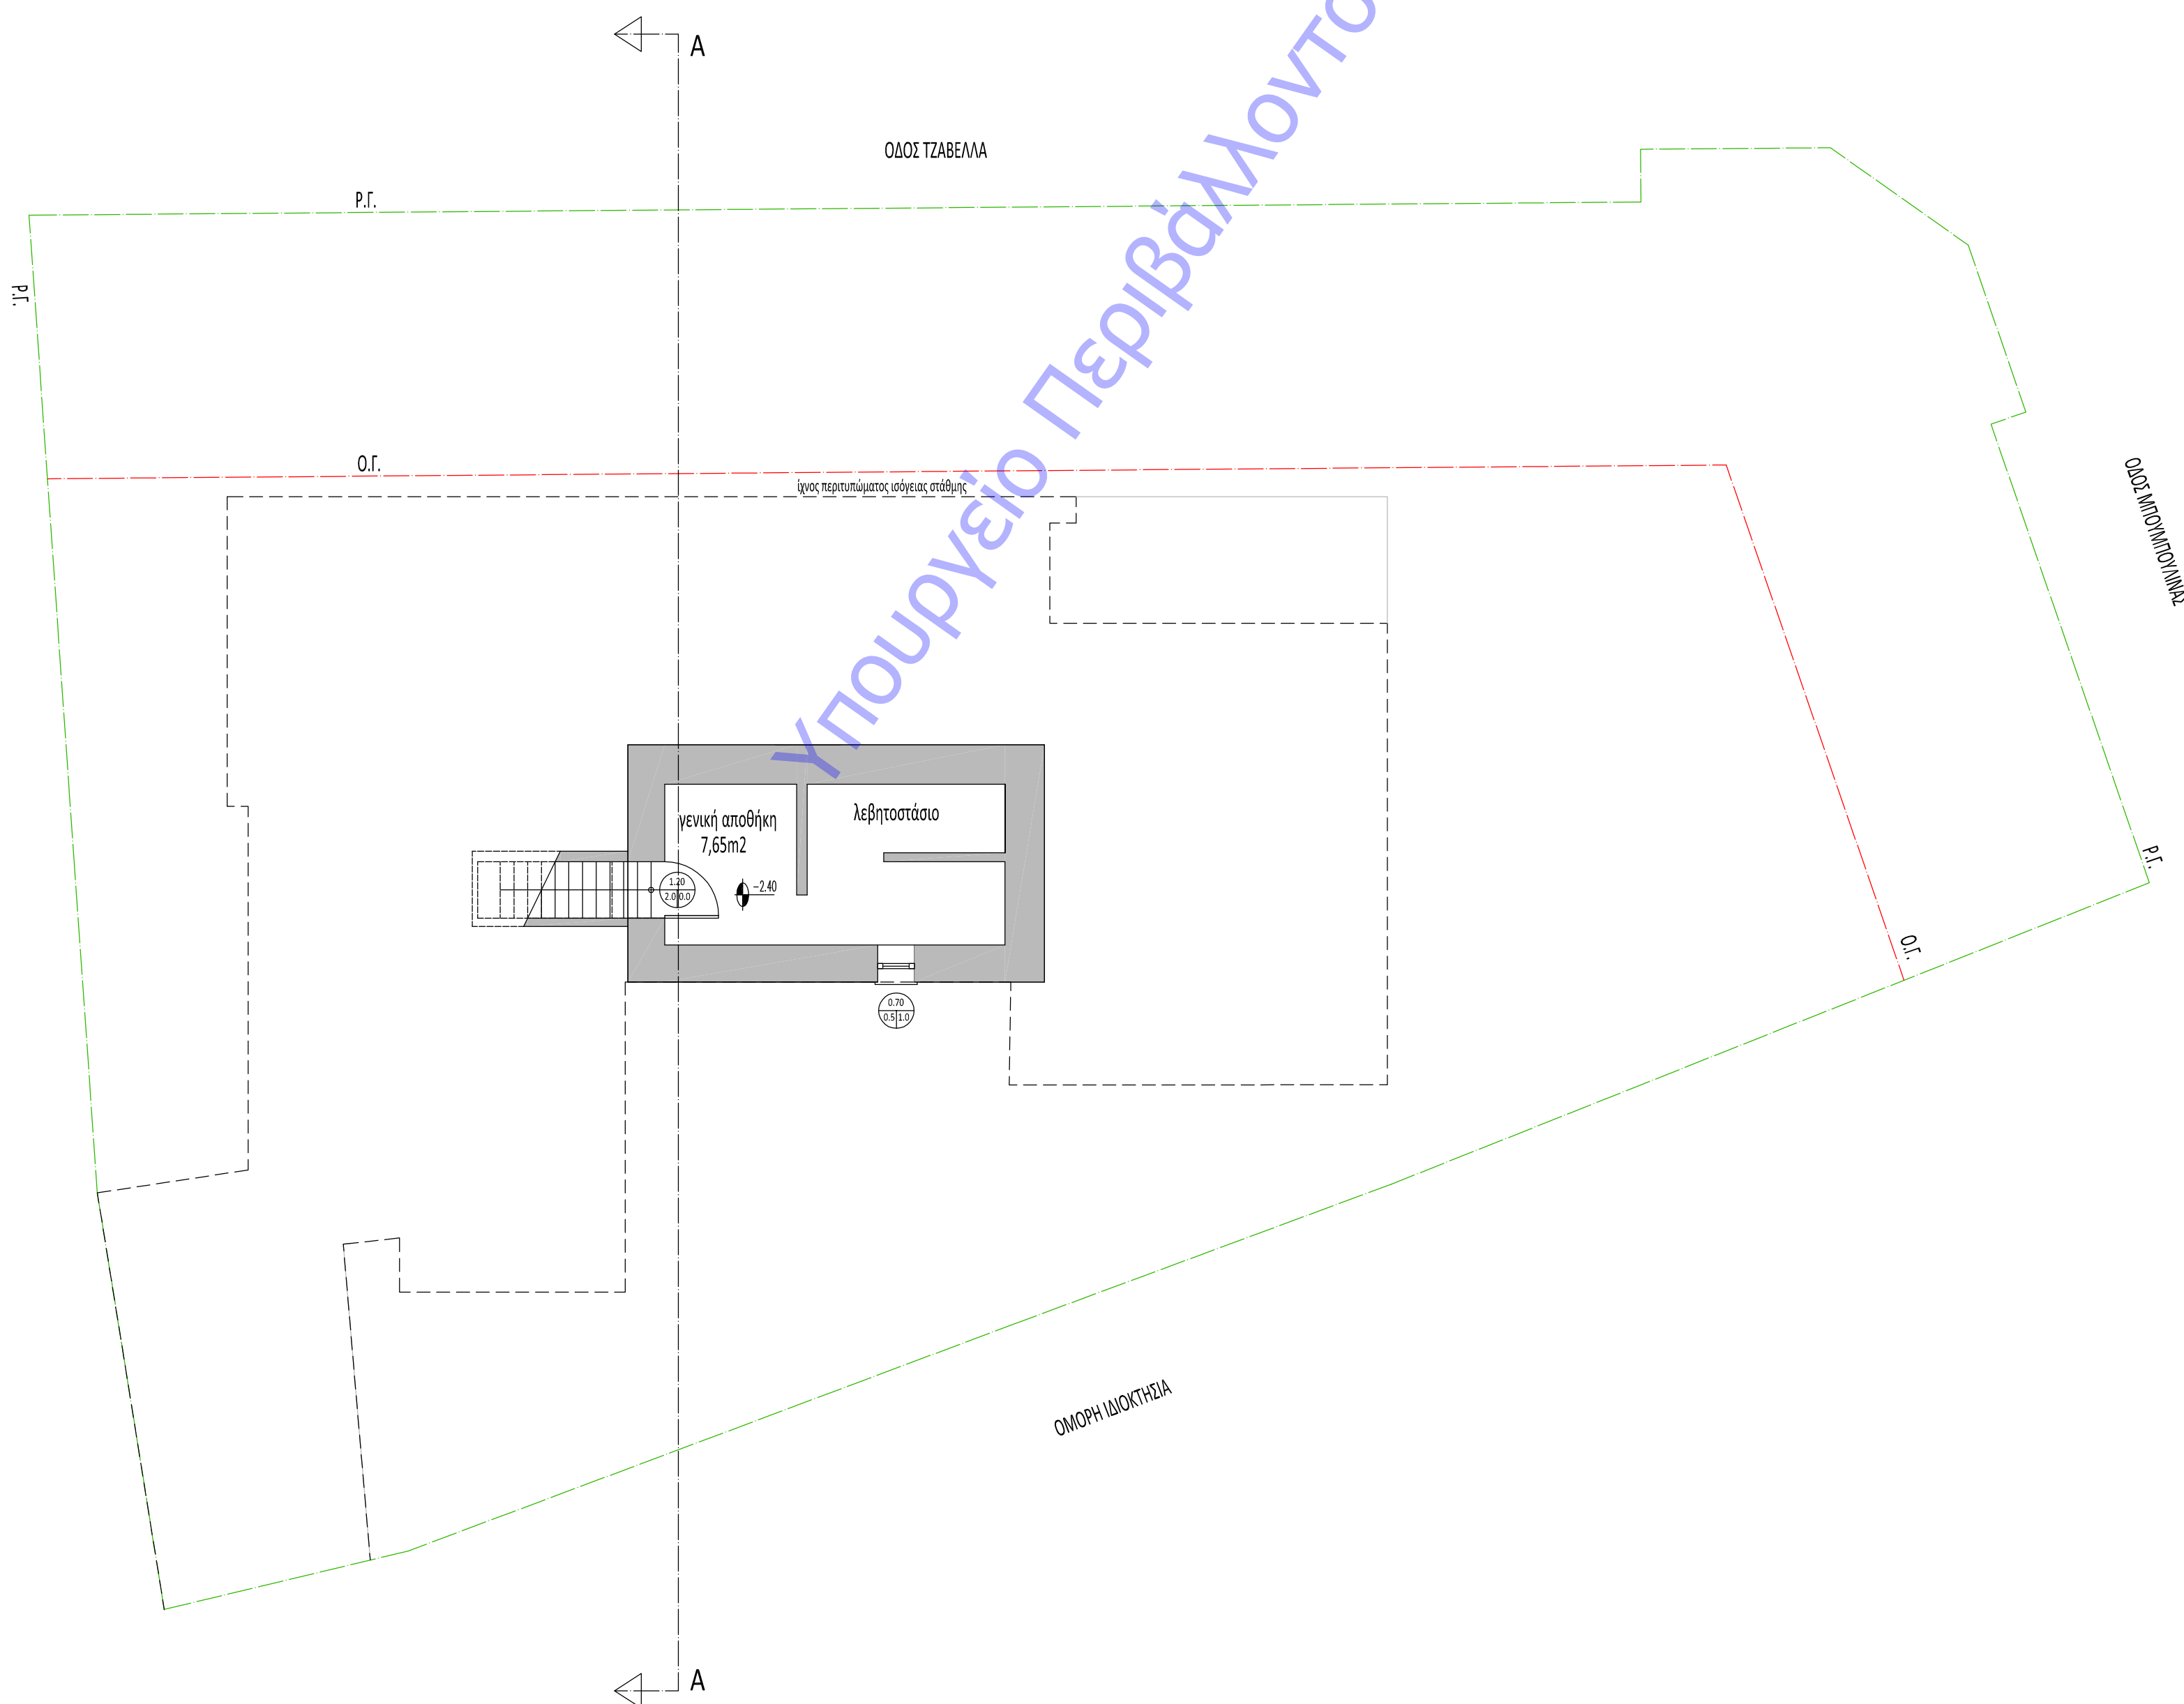 Α
ΟΔΟΣ ΤΖΑΒΕΛΛΑ
Ρ.Γ.
Ρ.Γ.
Ο.Γ.
ίχνος περιτυπώματος ισόγειας στάθμης
ΟΔΟΣ ΜΠΟΥΜΠΟΥΛΙΝΑΣ
Υπουργείο Περιβάλλοντο
γενική αποθήκη
7,65m2
λεβητοστάσιο
1.20
2.0 0.0
−2.40
Ρ.Γ.
Ο.Γ.
0.70
0.5 1.0
ΟΜΟΡΗ ΙΔΙΟΚΤΗΣΙΑ
Α